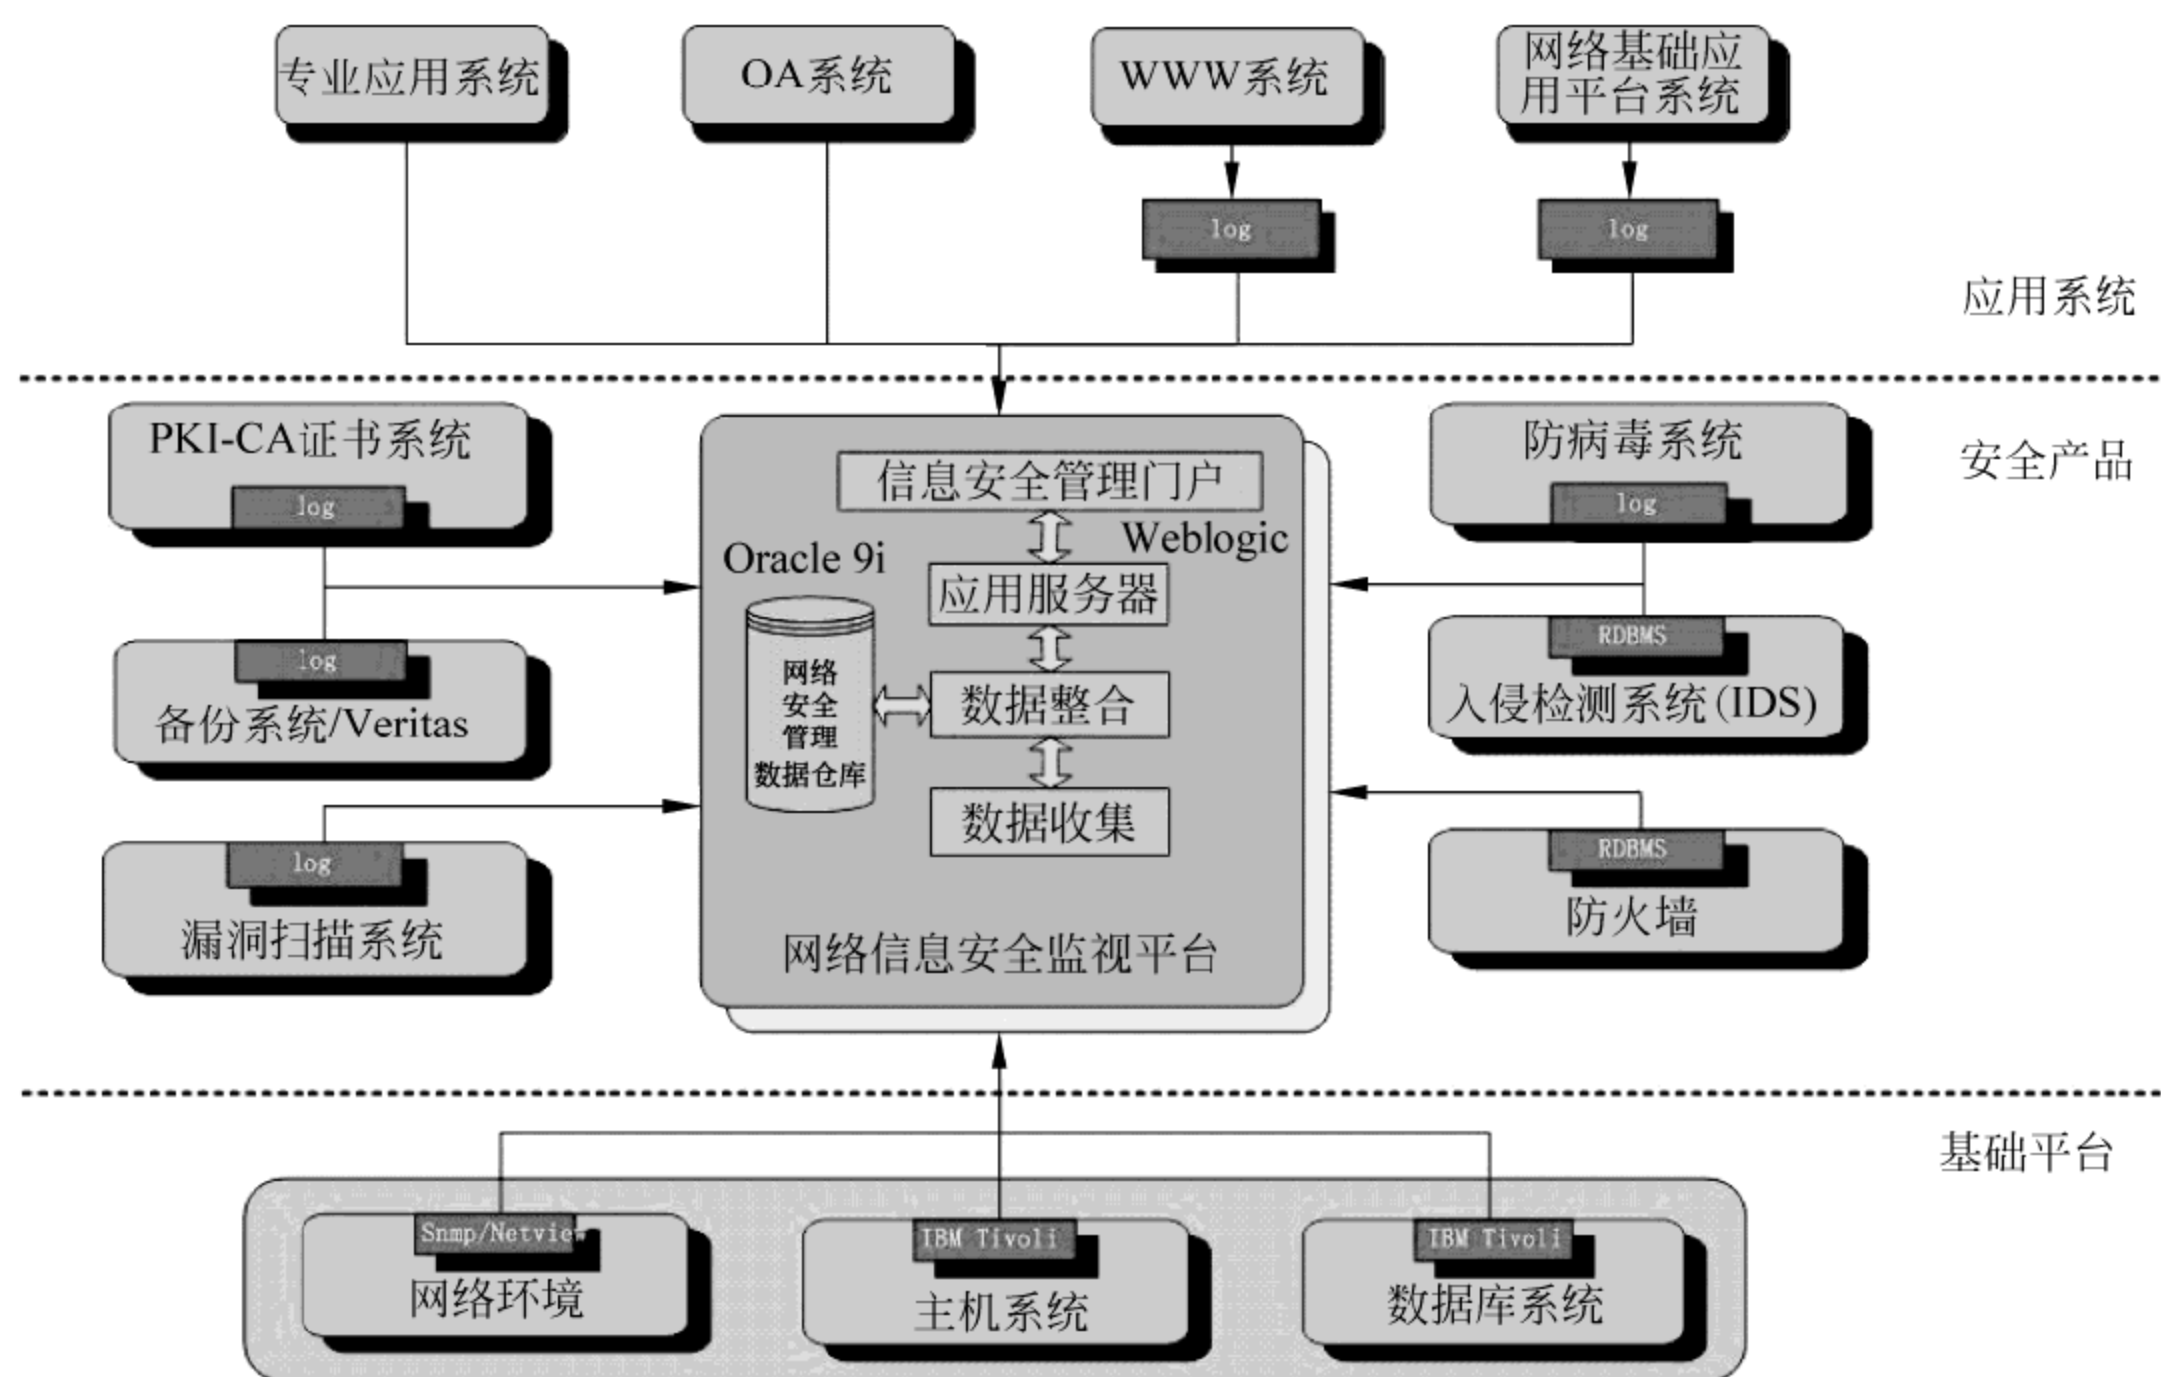 专业应用系统
OA系统
WWW系统
网络基础应
用平台系统
log
log
应用系统
PKI-CA证书系统
log
防病毒系统
log
安全产品
信息安全管理门户
Weblogic
Oracle 9i
应用服务器
网络
安全
管理
数据仓库
数据整合
数据收集
网络信息安全监视平台
log
备份系统/Veritas
RDBMS
入侵检测系统(IDS)
log
漏洞扫描系统
RDBMS
防火墙
基础平台
Snmp/Netview
网络环境
IBM Tivoli
主机系统
IBM Tivoli
数据库系统